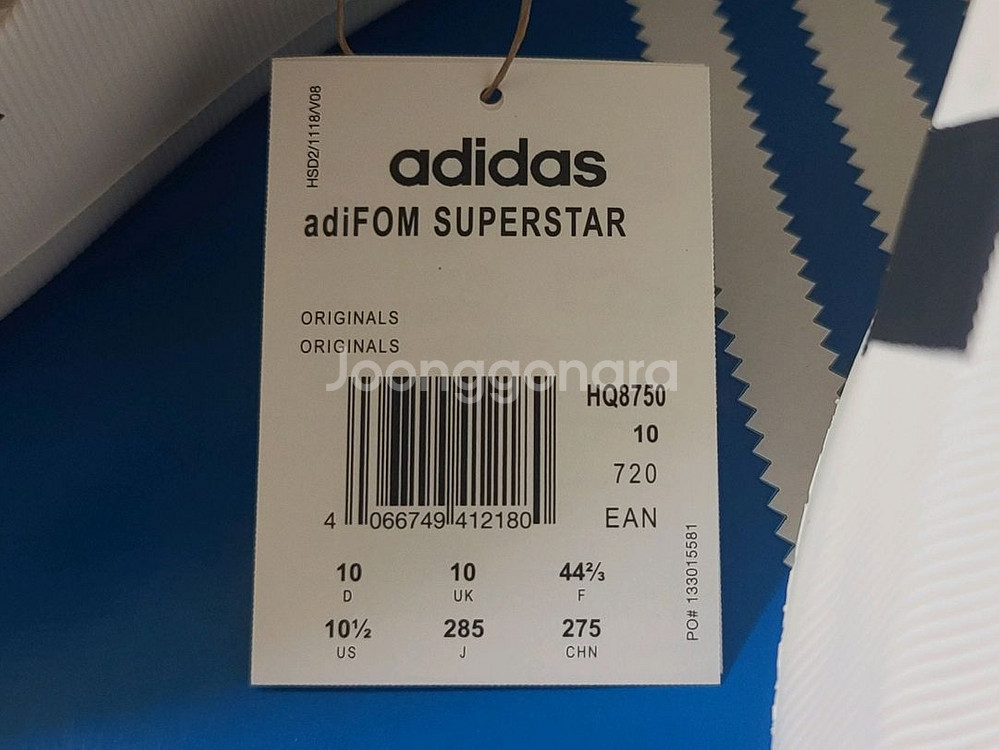 HSD2/1118/V08
adidas
adiFOM SUPERSTAR
ORIGINALS
ORIGINALS
Joonggonara
HQ8750
10
720
EAN
4 066749 412180
10 10 44⅔
D UK F
10½ 285 275
US J CHN
PO# 133015581